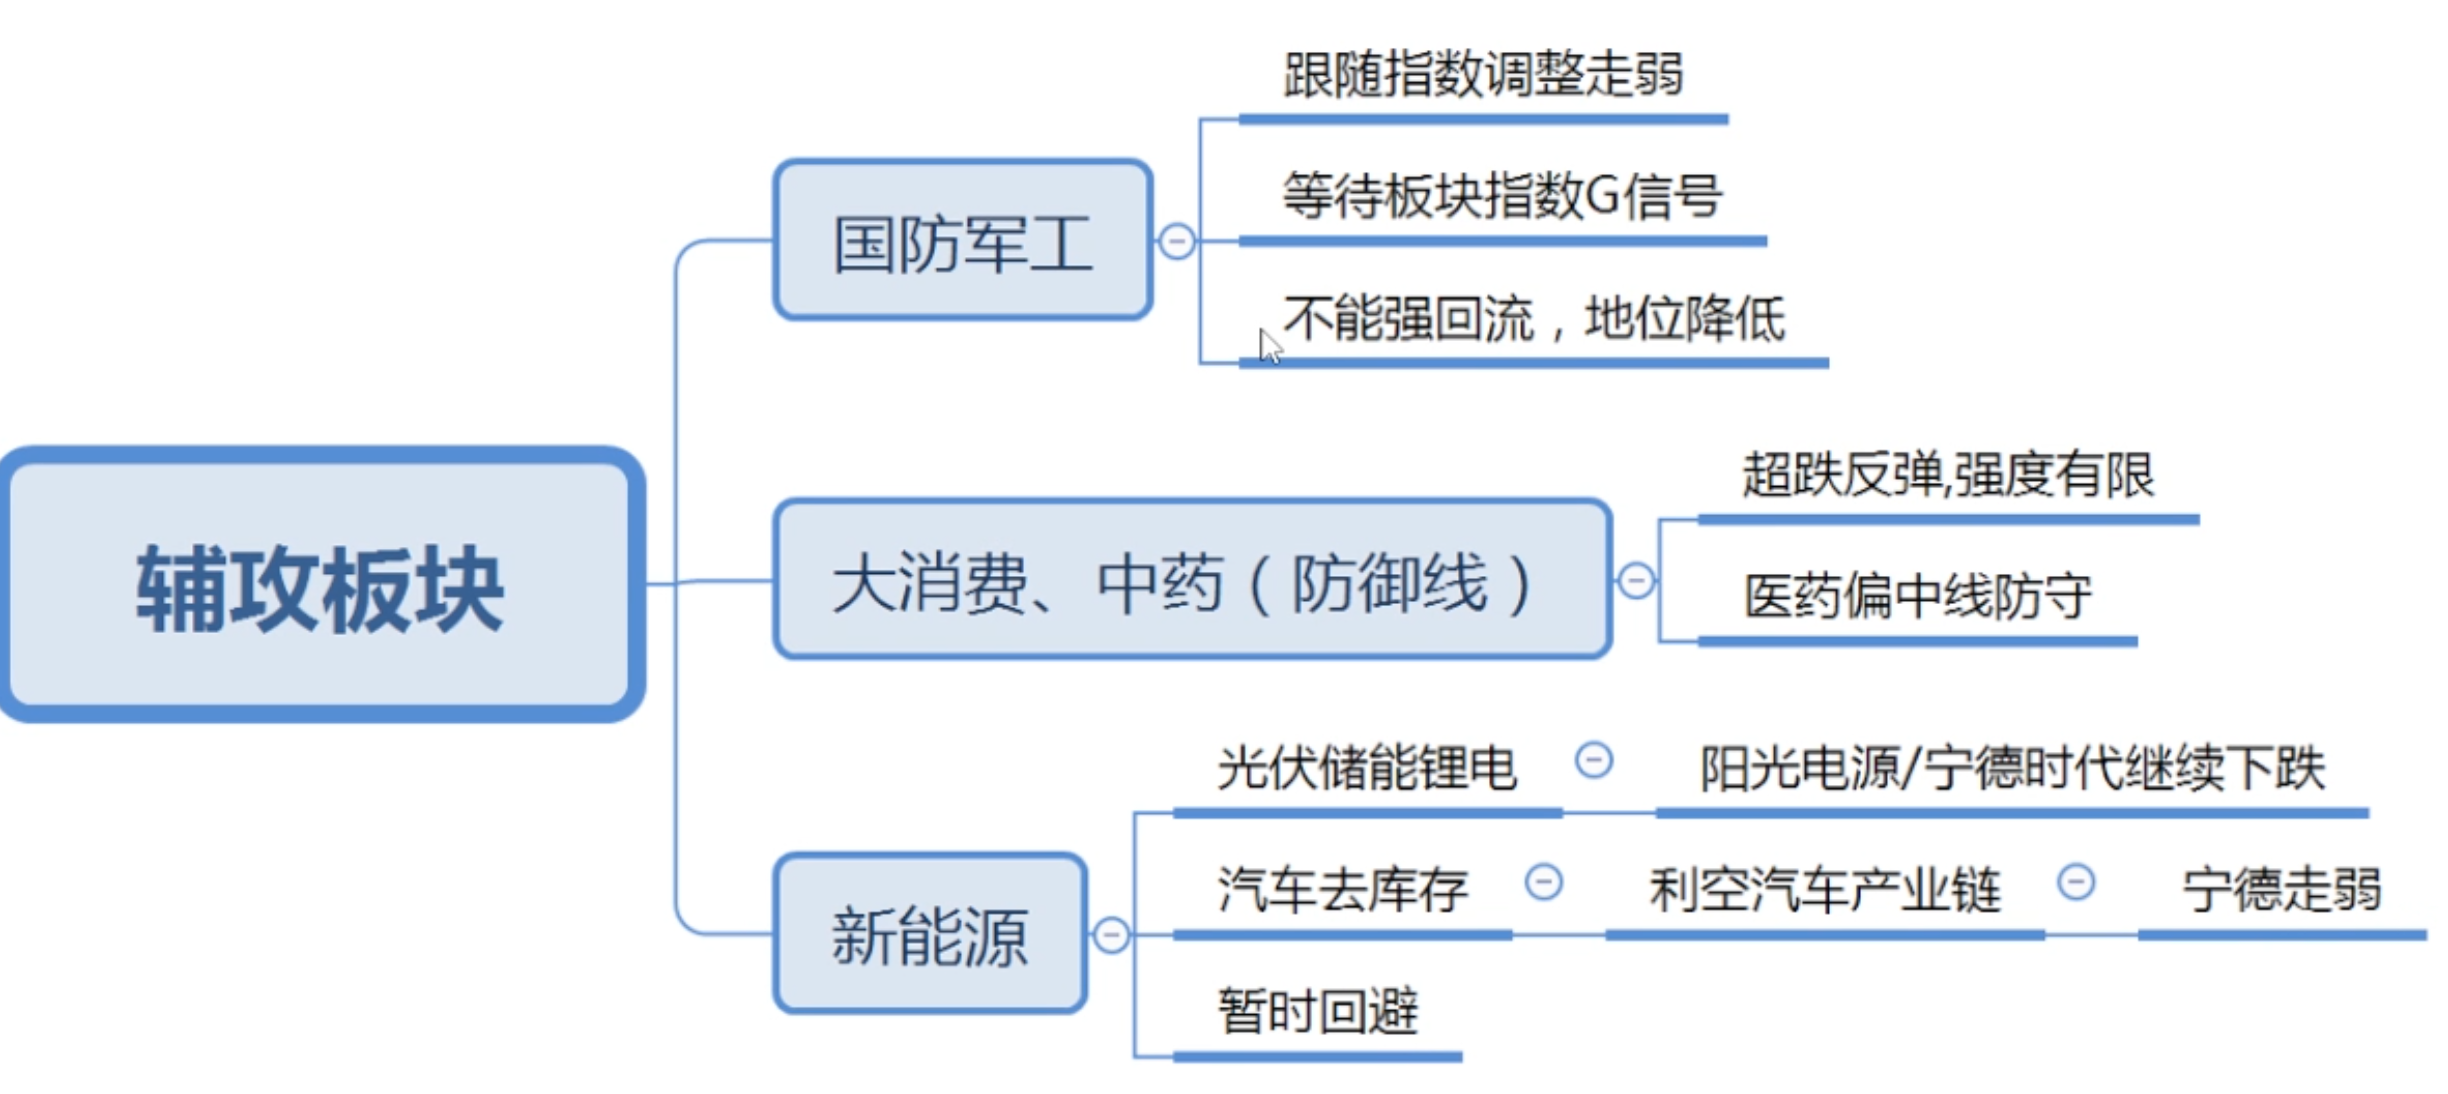 辅攻板块
国防军工
跟随指数调整走弱
等待板块指数G信号
不能强回流，地位降低
大消费、中药（防御线）
超跌反弹,强度有限
医药偏中线防守
新能源
光伏储能锂电
阳光电源/宁德时代继续下跌
汽车去库存
利空汽车产业链
宁德走弱
暂时回避